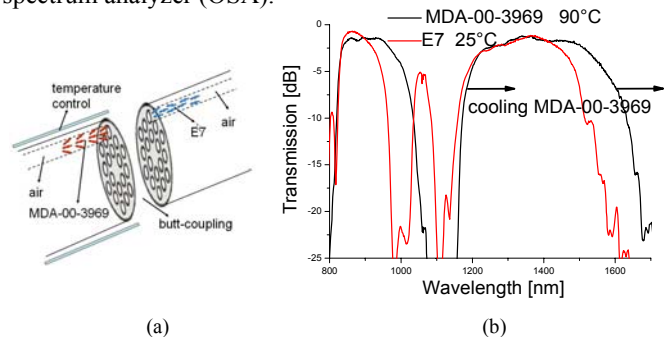 spectrum analyzer (OSA).
temperature
control
air
E7
air
MDA-00-3969
butt-coupling
(a)
MDA-00-3969 90°C
E7 25°C
cooling MDA-00-3969
Transmission [dB]
0
-5
-10
-15
-20
-25
800 1000 1200 1400 1600
Wavelength [nm]
(b)